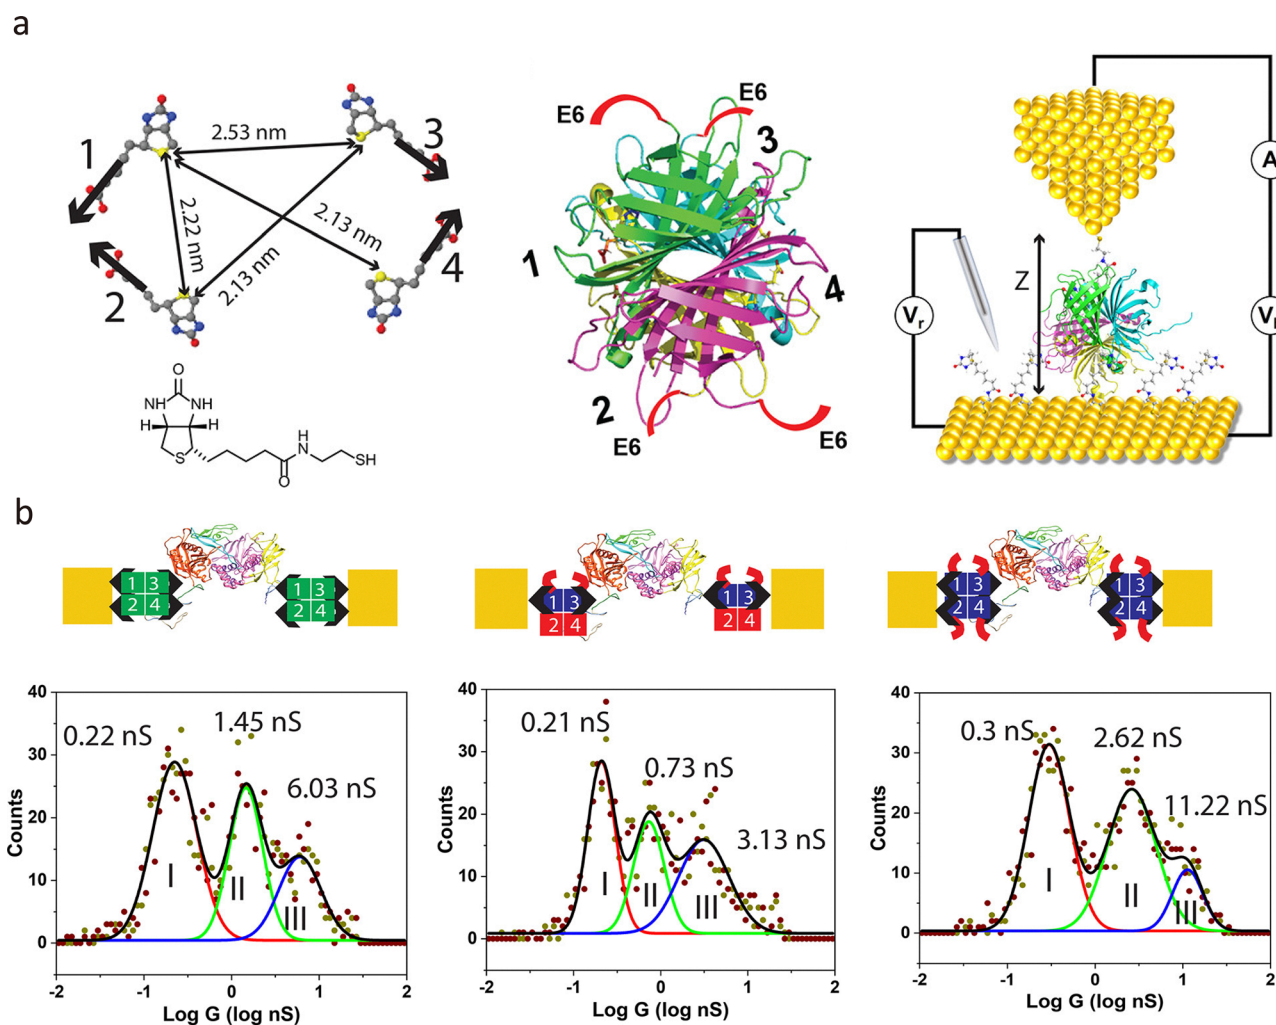 a
1
2
3
4
2.53 nm
2.22 nm
2.13 nm
2.13 nm
O
NH NH
H H
S
O
H
N
SH
E6
E6
3
1
4
2
E6
E6
A
Z
Vr
b
1 3
2 4
1 3
2 4
1 3
2 4
1 3
2 4
1 3
2 4
1 3
2 4
40
30
20
10
0
Counts
0.22 nS
1.45 nS
6.03 nS
I
II
III
-2 -1 0 1 2
Log G (log nS)
40
30
20
10
0
Counts
0.21 nS
0.73 nS
3.13 nS
I
II
III
-2 -1 0 1 2
Log G (log nS)
40
30
20
10
0
Counts
0.3 nS
2.62 nS
11.22 nS
I
II
III
-2 -1 0 1 2
Log G (log nS)